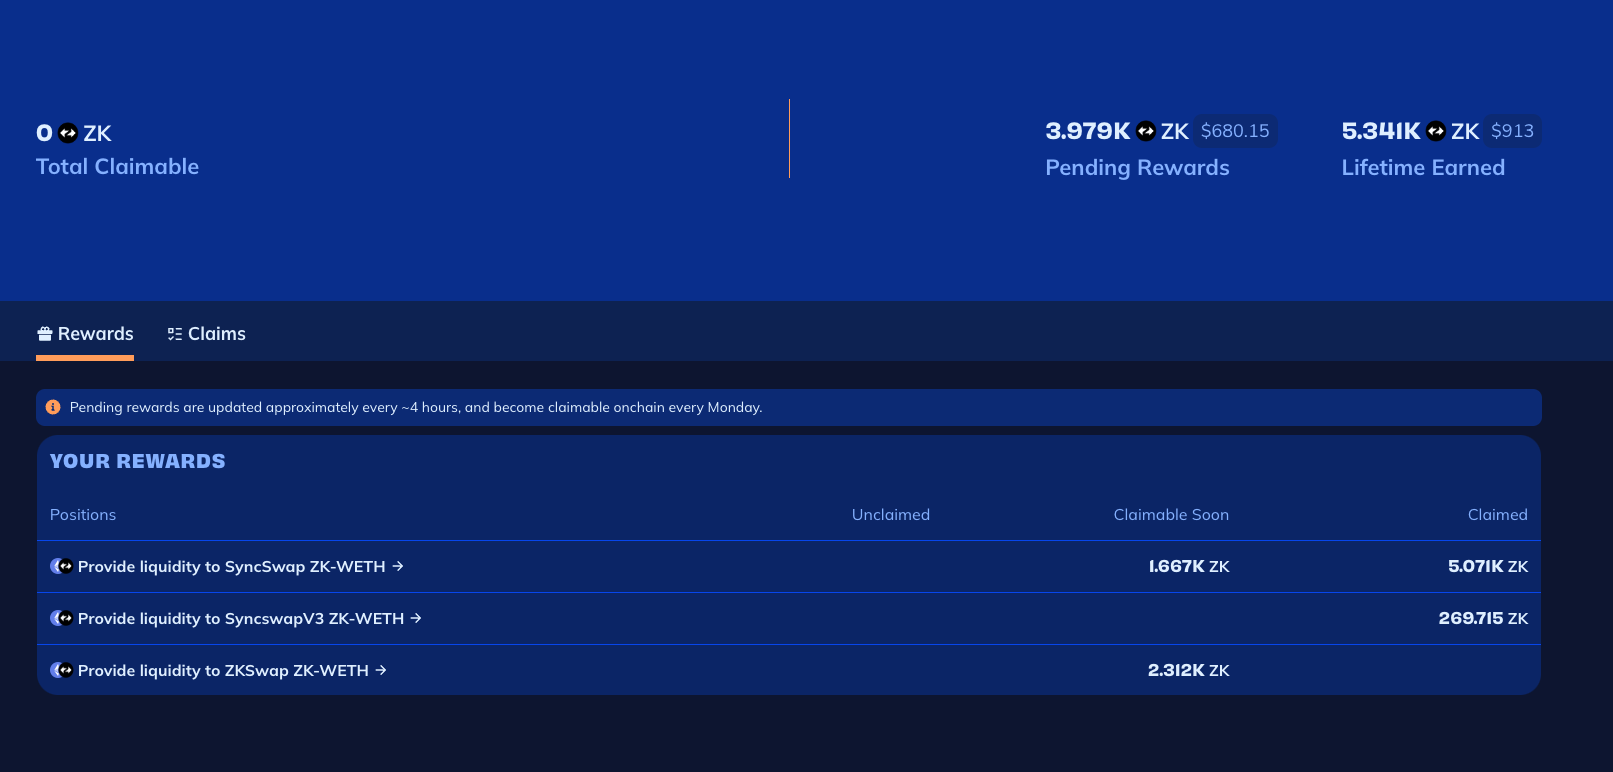 0 ZK
Total Claimable
3.979K ZK $680.15
Pending Rewards
5.341K ZK $913
Lifetime Earned
Rewards Claims
Pending rewards are updated approximately every ~4 hours, and become claimable onchain every Monday.
YOUR REWARDS
Positions Unclaimed Claimable Soon Claimed
Provide liquidity to SyncSwap ZK-WETH → 1.667K ZK 5.071K ZK
Provide liquidity to SyncswapV3 ZK-WETH → 269.715 ZK
Provide liquidity to ZKSwap ZK-WETH → 2.312K ZK